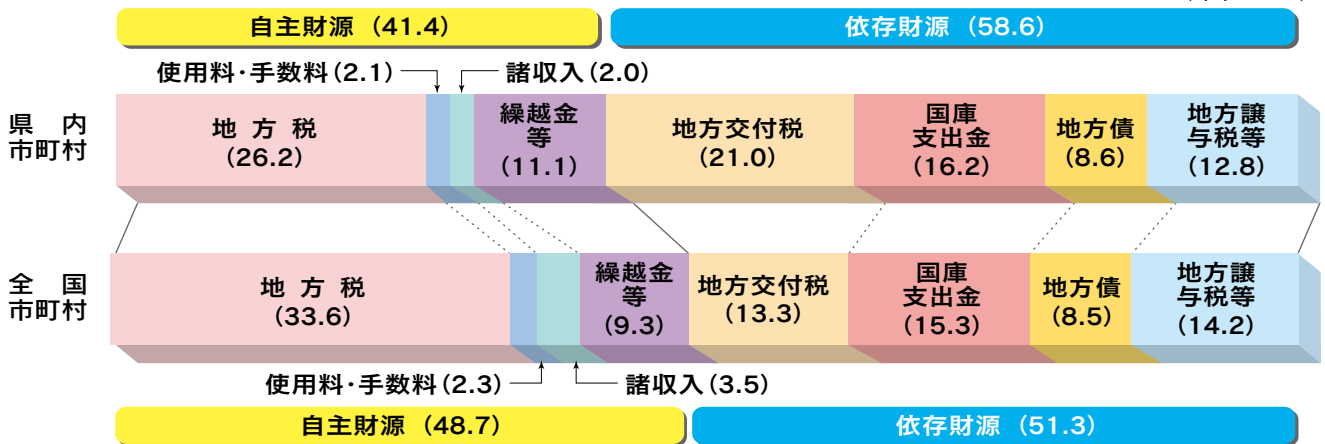 自主財源（41.4）
依存財源（58.6）
使用料・手数料（2.1）
諸収入（2.0）
県内
市町村
地方税
（26.2）
繰越金
等
（11.1）
地方交付税
（21.0）
国庫
支出金
（16.2）
地方債
（8.6）
地方譲
与税等
（12.8）
全国
市町村
地方税
（33.6）
繰越金
等
（9.3）
地方交付税
（13.3）
国庫
支出金
（15.3）
地方債
（8.5）
地方譲
与税等
（14.2）
使用料・手数料（2.3）
諸収入（3.5）
自主財源（48.7）
依存財源（51.3）